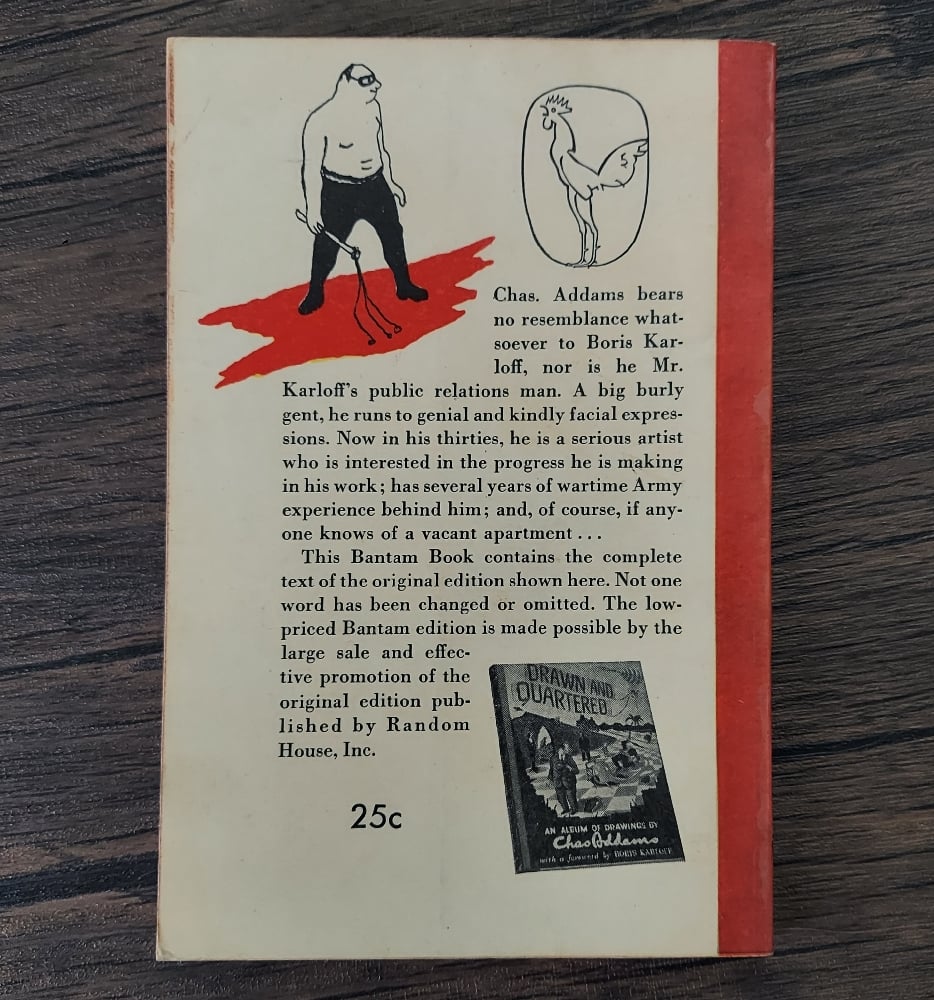 Chas. Addams bears
no resemblance what-
soever to Boris Kar-
loff, nor is he Mr.
Karloff's public relations man. A big burly
gent, he runs to genial and kindly facial expres-
sions. Now in his thirties, he is a serious artist
who is interested in the progress he is making
in his work; has several years of wartime Army
experience behind him; and, of course, if any-
one knows of a vacant apartment . . .
This Bantam Book contains the complete
text of the original edition shown here. Not one
word has been changed or omitted. The low-
priced Bantam edition is made possible by the
large sale and effec-
tive promotion of the
original edition pub-
lished by Random
House, Inc.
DRAWN AND
QUARTERED
AN ALBUM OF DRAWINGS BY
Chas Addams
with a foreword by BORIS KARLOFF
25c